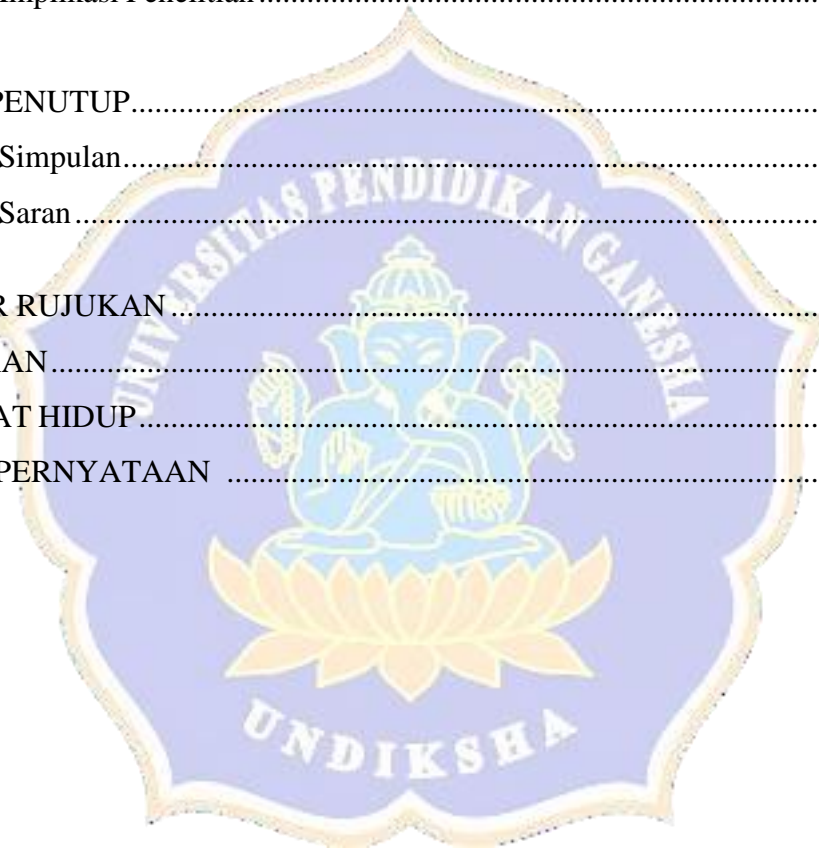 Implikasi Penelitian
PENUTUP
Simpulan
Saran
R RUJUKAN
AN
AT HIDUP
PERNYATAAN
UNIVERSITAS PENDIDIKAN GANESHA
UNDIKSHA